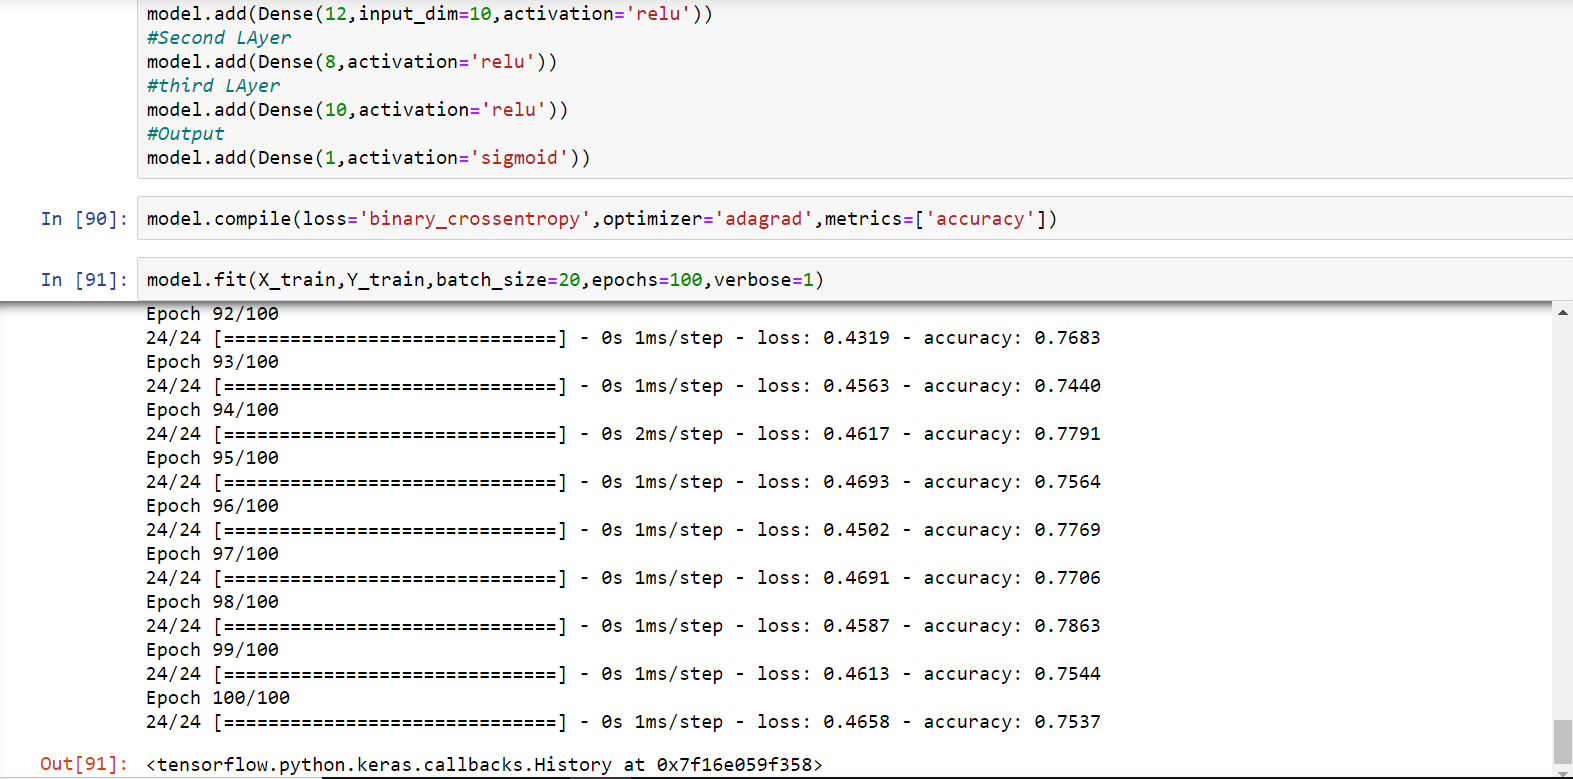 model.add(Dense(12,input_dim=10,activation='relu'))
#Second LAyer
model.add(Dense(8,activation='relu'))
#third LAyer
model.add(Dense(10,activation='relu'))
#Output
model.add(Dense(1,activation='sigmoid'))
In [90]: model.compile(loss='binary_crossentropy',optimizer='adagrad',metrics=['accuracy'])
In [91]: model.fit(X_train,Y_train,batch_size=20,epochs=100,verbose=1)
Epoch 92/100
24/24 [==============================] - 0s 1ms/step - loss: 0.4319 - accuracy: 0.7683
Epoch 93/100
24/24 [==============================] - 0s 1ms/step - loss: 0.4563 - accuracy: 0.7440
Epoch 94/100
24/24 [==============================] - 0s 2ms/step - loss: 0.4617 - accuracy: 0.7791
Epoch 95/100
24/24 [==============================] - 0s 1ms/step - loss: 0.4693 - accuracy: 0.7564
Epoch 96/100
24/24 [==============================] - 0s 1ms/step - loss: 0.4502 - accuracy: 0.7769
Epoch 97/100
24/24 [==============================] - 0s 1ms/step - loss: 0.4691 - accuracy: 0.7706
Epoch 98/100
24/24 [==============================] - 0s 1ms/step - loss: 0.4587 - accuracy: 0.7863
Epoch 99/100
24/24 [==============================] - 0s 1ms/step - loss: 0.4613 - accuracy: 0.7544
Epoch 100/100
24/24 [==============================] - 0s 1ms/step - loss: 0.4658 - accuracy: 0.7537
Out[91]: <tensorflow.python.keras.callbacks.History at 0x7f16e059f358>